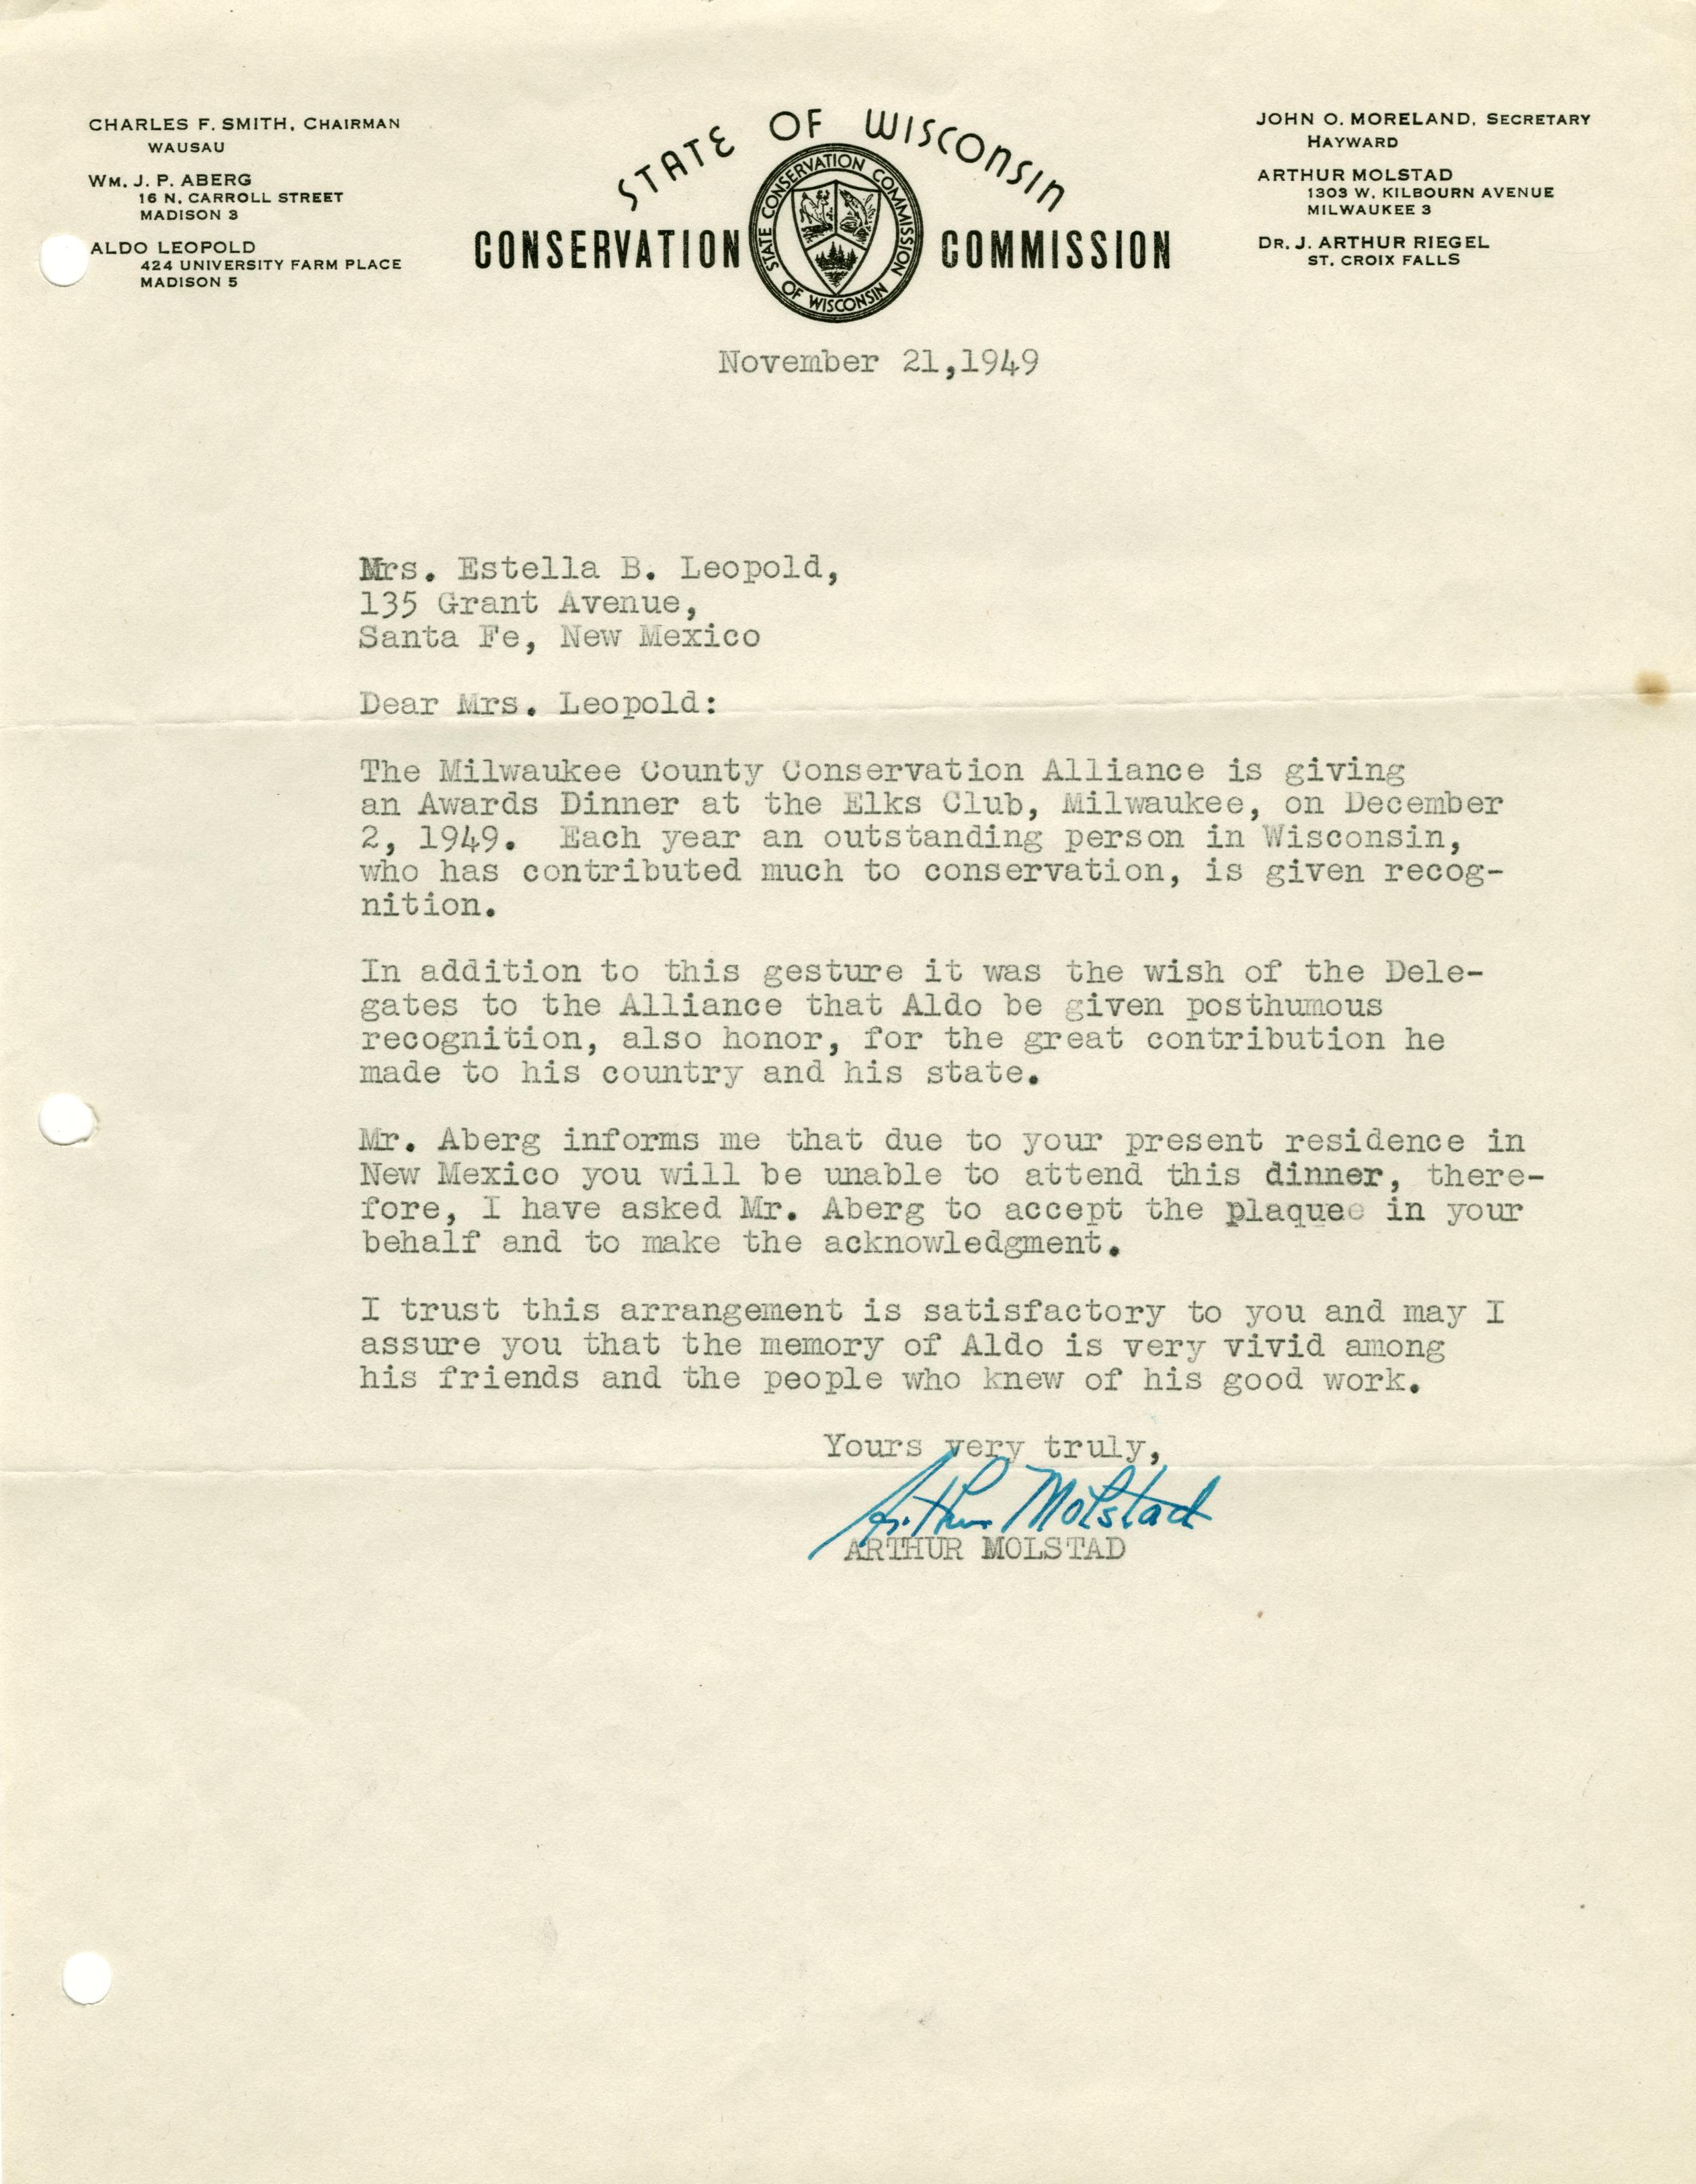 CHARLES F. SMITH, CHAIRMAN
WAUSAU
WM. J. P. ABERG
16 N. CARROLL STREET
MADISON 3
ALDO LEOPOLD
424 UNIVERSITY FARM PLACE
MADISON 5
STATE OF WISCONSIN
CONSERVATION COMMISSION
STATE CONSERVATION COMMISSION
OF WISCONSIN
JOHN O. MORELAND, SECRETARY
HAYWARD
ARTHUR MOLSTAD
1303 W. KILBOURN AVENUE
MILWAUKEE 3
DR. J. ARTHUR RIEGEL
ST. CROIX FALLS
November 21,1949
Mrs. Estella B. Leopold,
135 Grant Avenue,
Santa Fe, New Mexico
Dear Mrs. Leopold:
The Milwaukee County Conservation Alliance is giving
an Awards Dinner at the Elks Club, Milwaukee, on December
2, 1949. Each year an outstanding person in Wisconsin,
who has contributed much to conservation, is given recog-
nition.
In addition to this gesture it was the wish of the Dele-
gates to the Alliance that Aldo be given posthumous
recognition, also honor, for the great contribution he
made to his country and his state.
Mr. Aberg informs me that due to your present residence in
New Mexico you will be unable to attend this dinner, there-
fore, I have asked Mr. Aberg to accept the plaquee in your
behalf and to make the acknowledgment.
I trust this arrangement is satisfactory to you and may I
assure you that the memory of Aldo is very vivid among
his friends and the people who knew of his good work.
Yours very truly,
Arthur Molstad
ARTHUR MOLSTAD